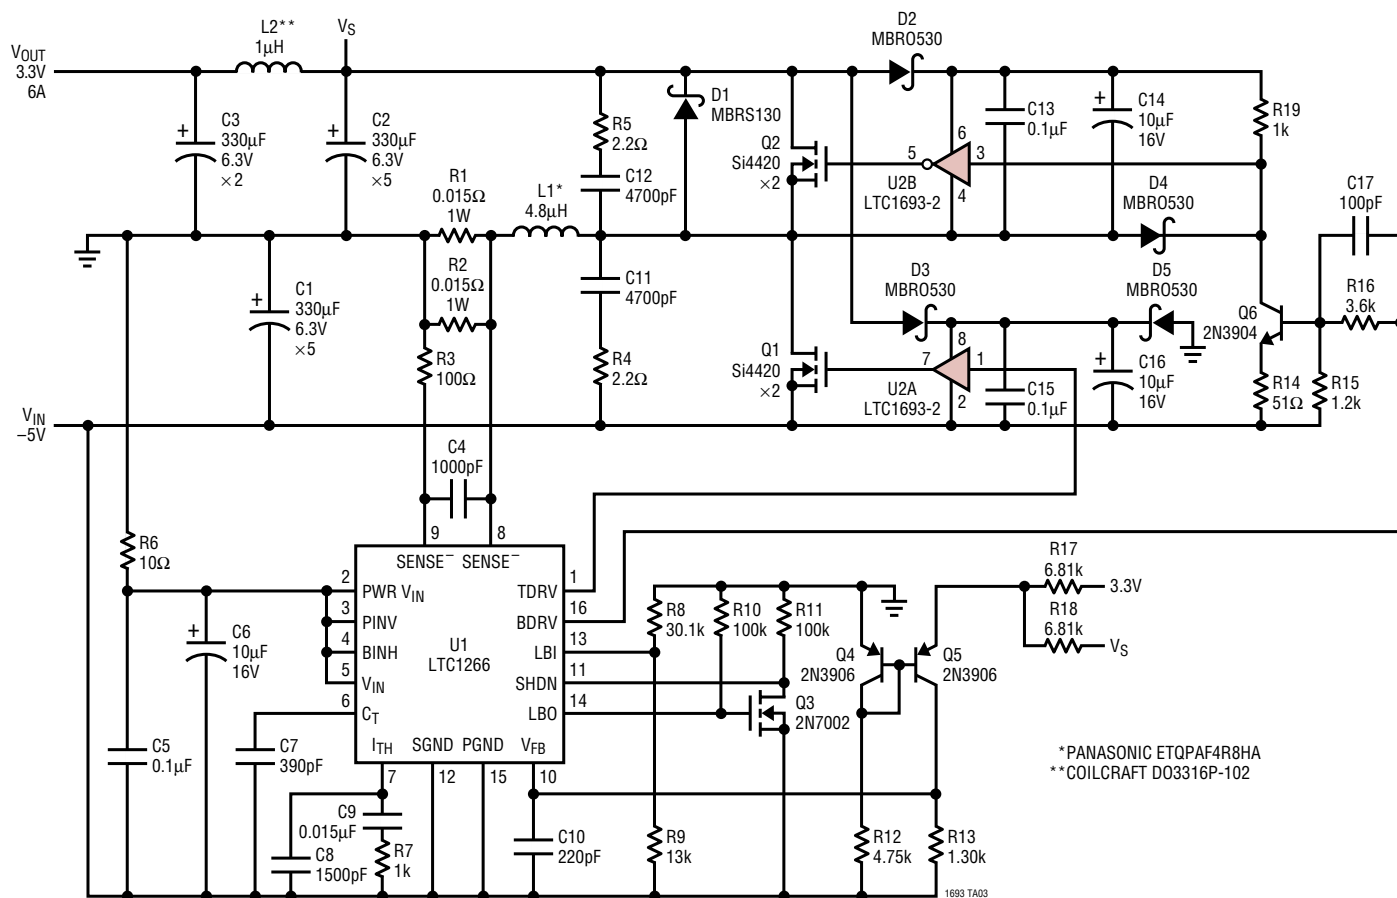 L2**
1µH
VS
VOUT
3.3V
6A
C3
330µF
6.3V
×2
+
C2
330µF
6.3V
×5
+
R5
2.2Ω
C12
4700pF
D1
MBRS130
D2
MBRO530
Q2
Si4420
×2
5
6
3
4
U2B
LTC1693-2
C13
0.1µF
+
C14
10µF
16V
R19
1k
D4
MBRO530
C17
100pF
R1
0.015Ω
1W
L1*
4.8µH
R2
0.015Ω
1W
+
C1
330µF
6.3V
×5
C11
4700pF
R3
100Ω
R4
2.2Ω
D3
MBRO530
D5
MBRO530
Q1
Si4420
×2
7
8
1
2
U2A
LTC1693-2
C15
0.1µF
+
C16
10µF
16V
Q6
2N3904
R16
3.6k
R14
51Ω
R15
1.2k
VIN
–5V
C4
1000pF
9
8
SENSE–
SENSE–
R6
10Ω
2
PWR VIN
3
PINV
4
BINH
5
VIN
6
CT
U1
LTC1266
TDRV
1
BDRV
16
LBI
13
SHDN
11
LBO
14
ITH
SGND
PGND
VFB
7
12
15
10
+
C6
10µF
16V
C5
0.1µF
C7
390pF
C9
0.015µF
C8
1500pF
R7
1k
C10
220pF
R8
30.1k
R10
100k
R11
100k
R9
13k
Q3
2N7002
Q4
2N3906
Q5
2N3906
R17
6.81k
3.3V
R18
6.81k
VS
R12
4.75k
R13
1.30k
*PANASONIC ETQPAF4R8HA
**COILCRAFT DO3316P-102
1693 TA03